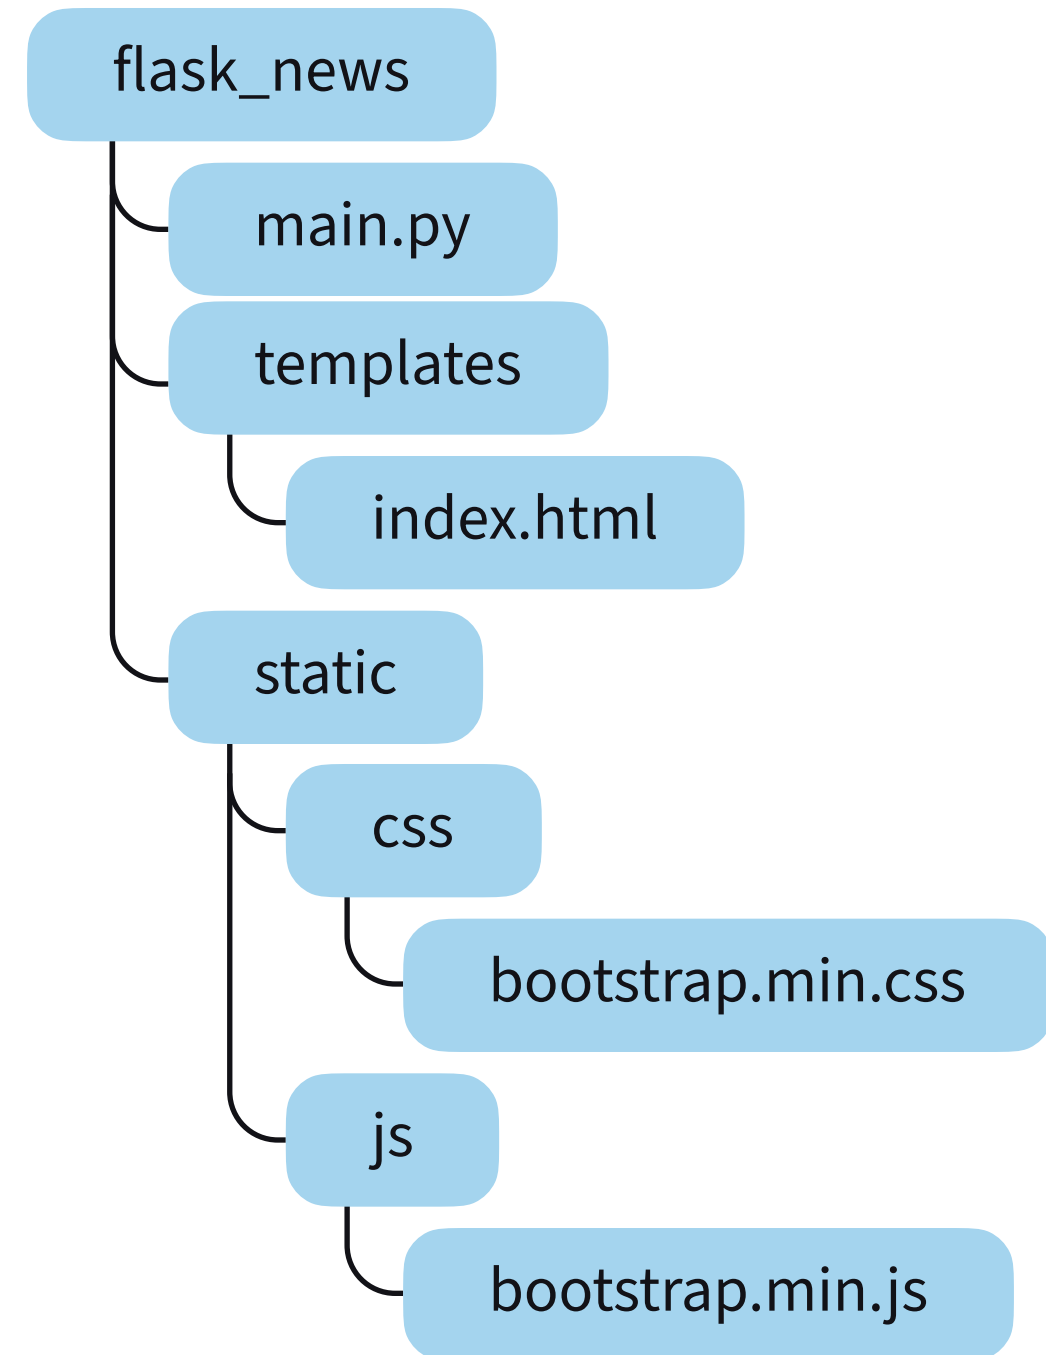 flask_news
main.py
templates
index.html
static
css
bootstrap.min.css
js
bootstrap.min.js